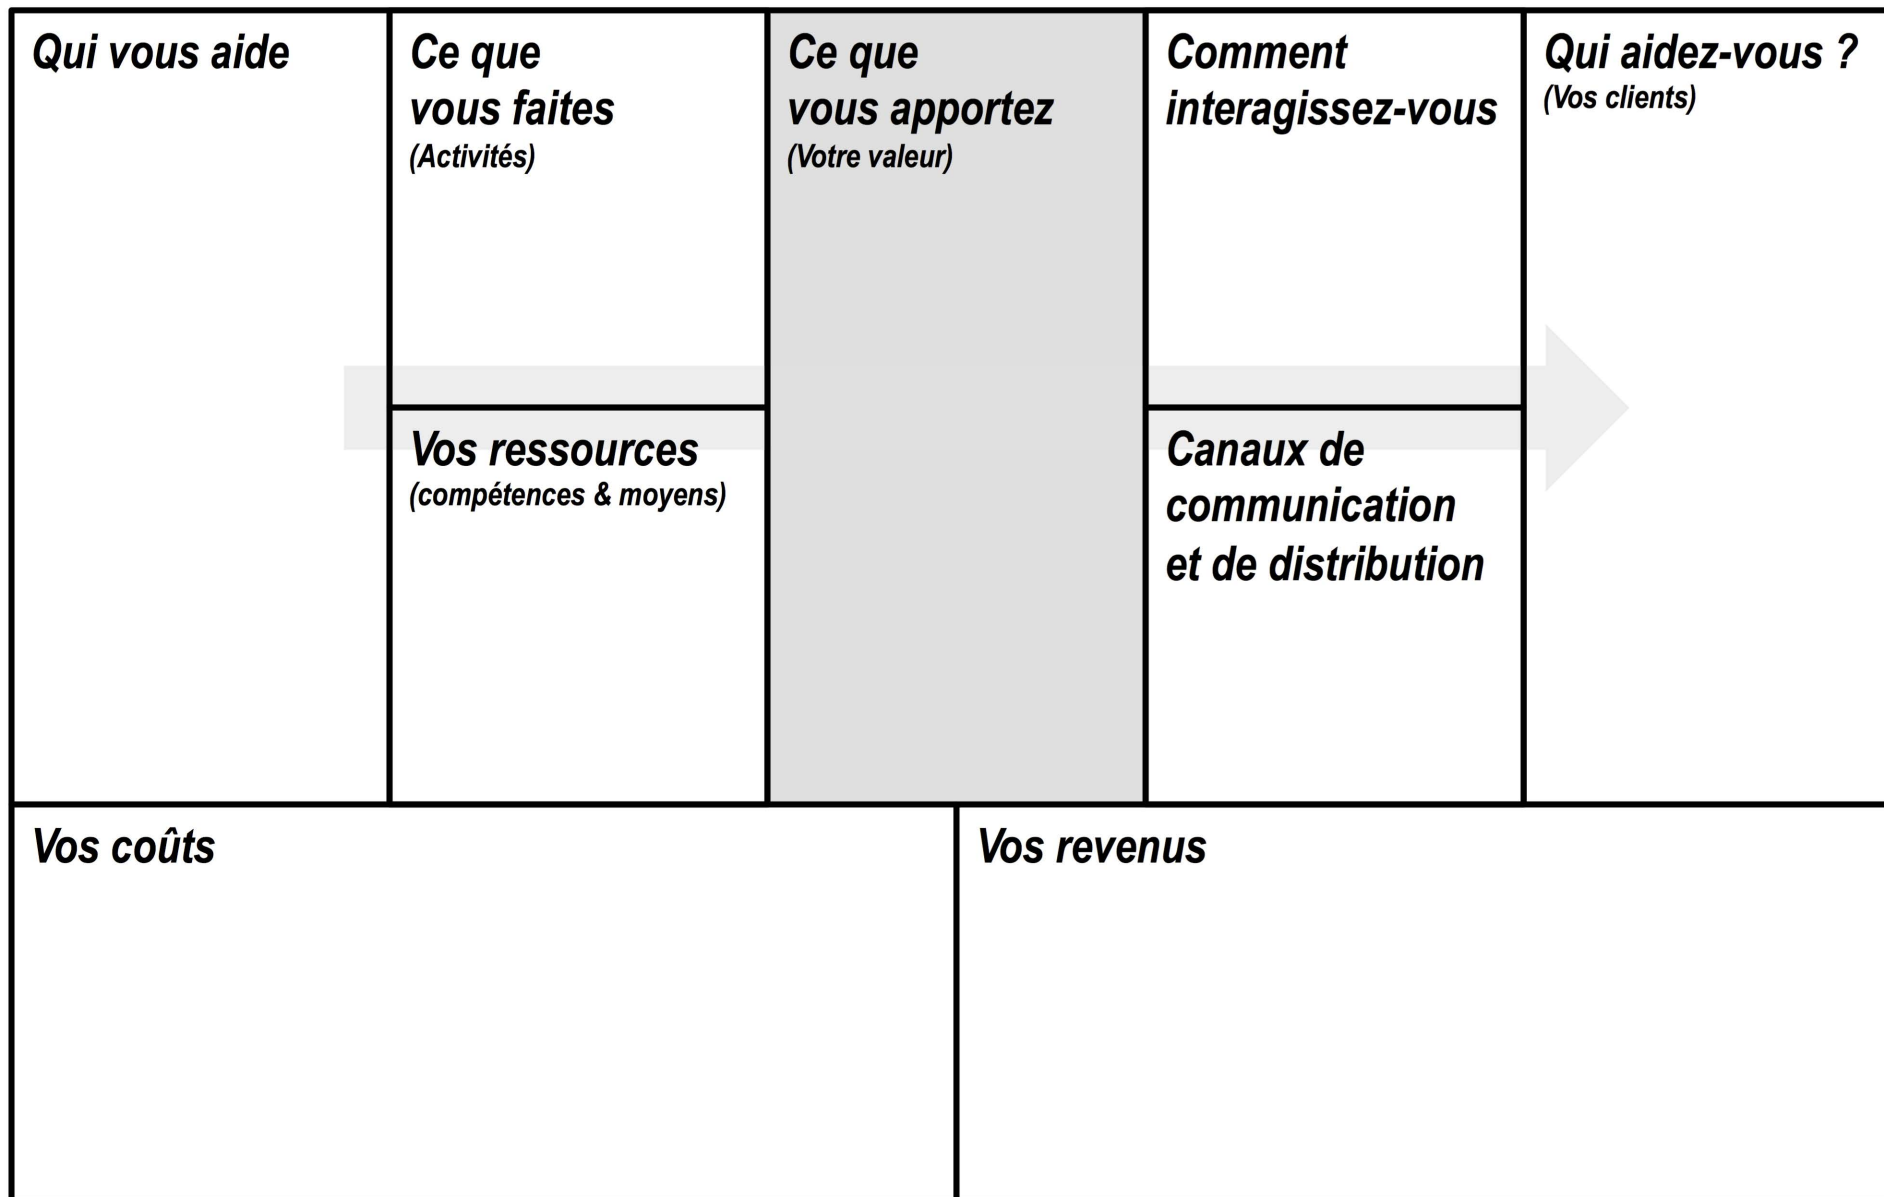 Qui vous aide
Ce que
vous faites
(Activités)
Ce que
vous apportez
(Votre valeur)
Comment
interagissez-vous
Qui aidez-vous ?
(Vos clients)
Vos ressources
(compétences & moyens)
Canaux de
communication
et de distribution
Vos coûts
Vos revenus